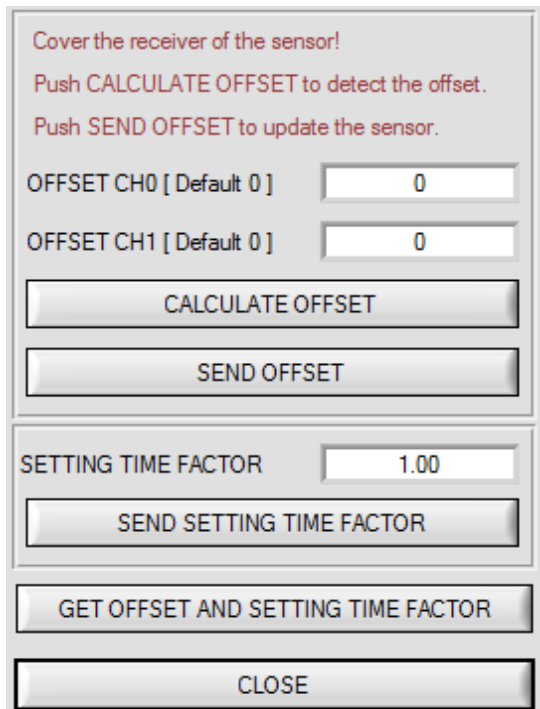 Cover the receiver of the sensor!
Push CALCULATE OFFSET to detect the offset.
Push SEND OFFSET to update the sensor.
OFFSET CH0 [ Default 0 ] 0
OFFSET CH1 [ Default 0 ] 0
CALCULATE OFFSET
SEND OFFSET
SETTING TIME FACTOR 1.00
SEND SETTING TIME FACTOR
GET OFFSET AND SETTING TIME FACTOR
CLOSE